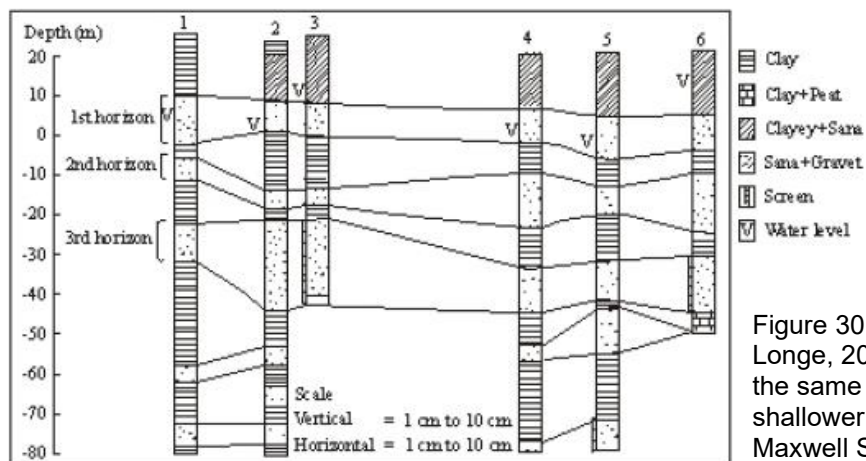 Depth (m)
1
2
3
4
5
6
20
10
0
-10
-20
-30
-40
-50
-60
-70
-80
1st horizon
2nd horizon
3rd horizon
Scale
Vertical = 1 cm to 10 cm
Horizontal = 1 cm to 10 cm
Clay
Clay+Peat
Clayey+Sana
Sana+Gravet
Screen
Water level
Figure 30
Longe, 20
the same
shallower
Maxwell S